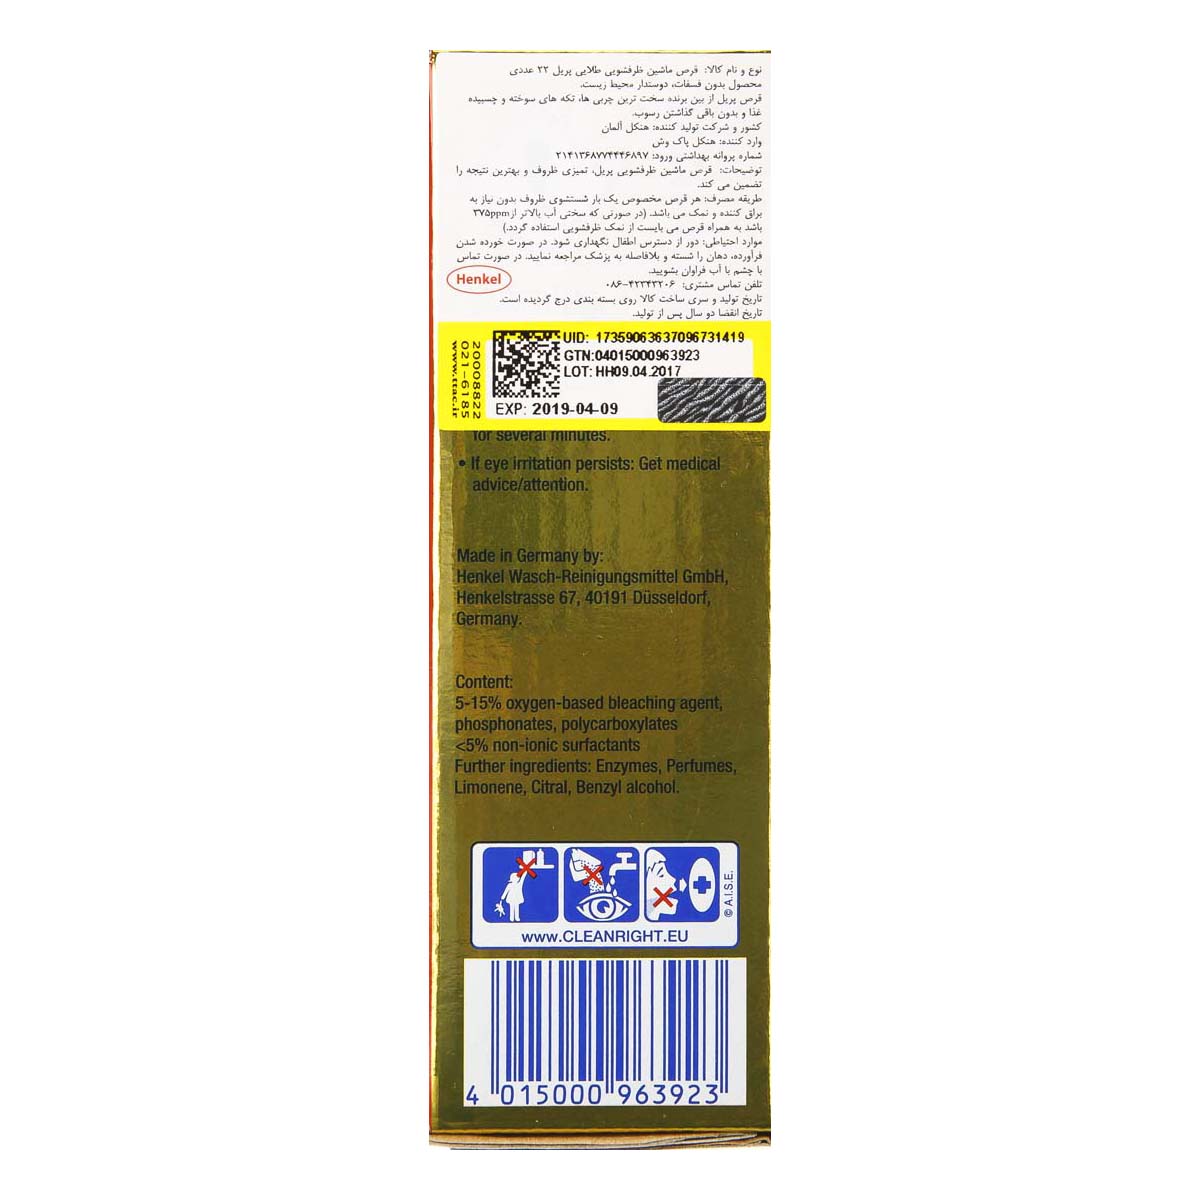 نوع و نام کالا: قرص ماشین ظرفشویی طلایی پریل ۲۲ عددی
محصول بدون فسفات، دوستدار محیط زیست.
قرص پریل از بین برنده سخت ترین چربی ها، تکه های سوخته و چسبیده
غذا و بدون باقی گذاشتن رسوب.
کشور و شرکت تولید کننده: هنکل آلمان
وارد کننده: هنکل پاک وش
شماره پروانه بهداشتی ورود: ۲۱۴۱۳۶۸۷۷۴۴۴۶۸۹۷
توضیحات: قرص ماشین ظرفشویی پریل، تمیزی ظروف و بهترین نتیجه را
تضمین می کند.
طریقه مصرف: هر قرص مخصوص یک بار شستشوی ظروف بدون نیاز به
براق کننده و نمک می باشد. (در صورتی که سختی آب بالاتر از ۳۷۵ppm
باشد به همراه قرص می بایست از نمک ظرفشویی استفاده گردد.)
موارد احتیاطی: دور از دسترس اطفال نگهداری شود. در صورت خورده شدن
فرآورده، دهان را شسته و بلافاصله به پزشک مراجعه نمایید. در صورت تماس
با چشم با آب فراوان بشویید.
Henkel
تلفن تماس مشتری: ۴۲۳۴۳۲۰۶-۰۸۶
تاریخ تولید و سری ساخت کالا روی بسته بندی درج گردیده است.
تاریخ انقضا دو سال پس از تولید.
20008822
021-6185
www.ttac.ir
UID: 17359063637096731419
GTN:04015000963923
LOT: HH09.04.2017
EXP: 2019-04-09
for several minutes.
• If eye irritation persists: Get medical
advice/attention.
Made in Germany by:
Henkel Wasch-Reinigungsmittel GmbH,
Henkelstrasse 67, 40191 Düsseldorf,
Germany.
Content:
5-15% oxygen-based bleaching agent,
phosphonates, polycarboxylates
<5% non-ionic surfactants
Further ingredients: Enzymes, Perfumes,
Limonene, Citral, Benzyl alcohol.
© A.I.S.E.
www.CLEANRIGHT.EU
4 015000 963923